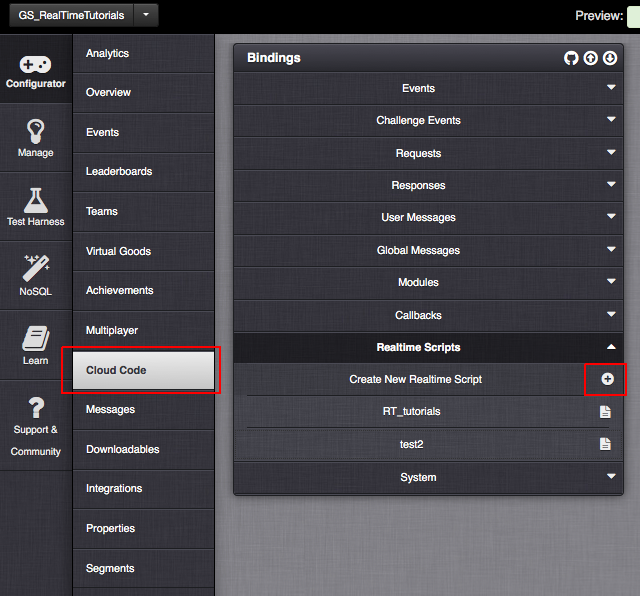 GS_RealTimeTutorials
Preview:
Configurator
Manage
Test Harness
NoSQL
Learn
Support &
Community
Analytics
Overview
Events
Leaderboards
Teams
Virtual Goods
Achievements
Multiplayer
Cloud Code
Messages
Downloadables
Integrations
Properties
Segments
Bindings
Events
Challenge Events
Requests
Responses
User Messages
Global Messages
Modules
Callbacks
Realtime Scripts
Create New Realtime Script
RT_tutorials
test2
System